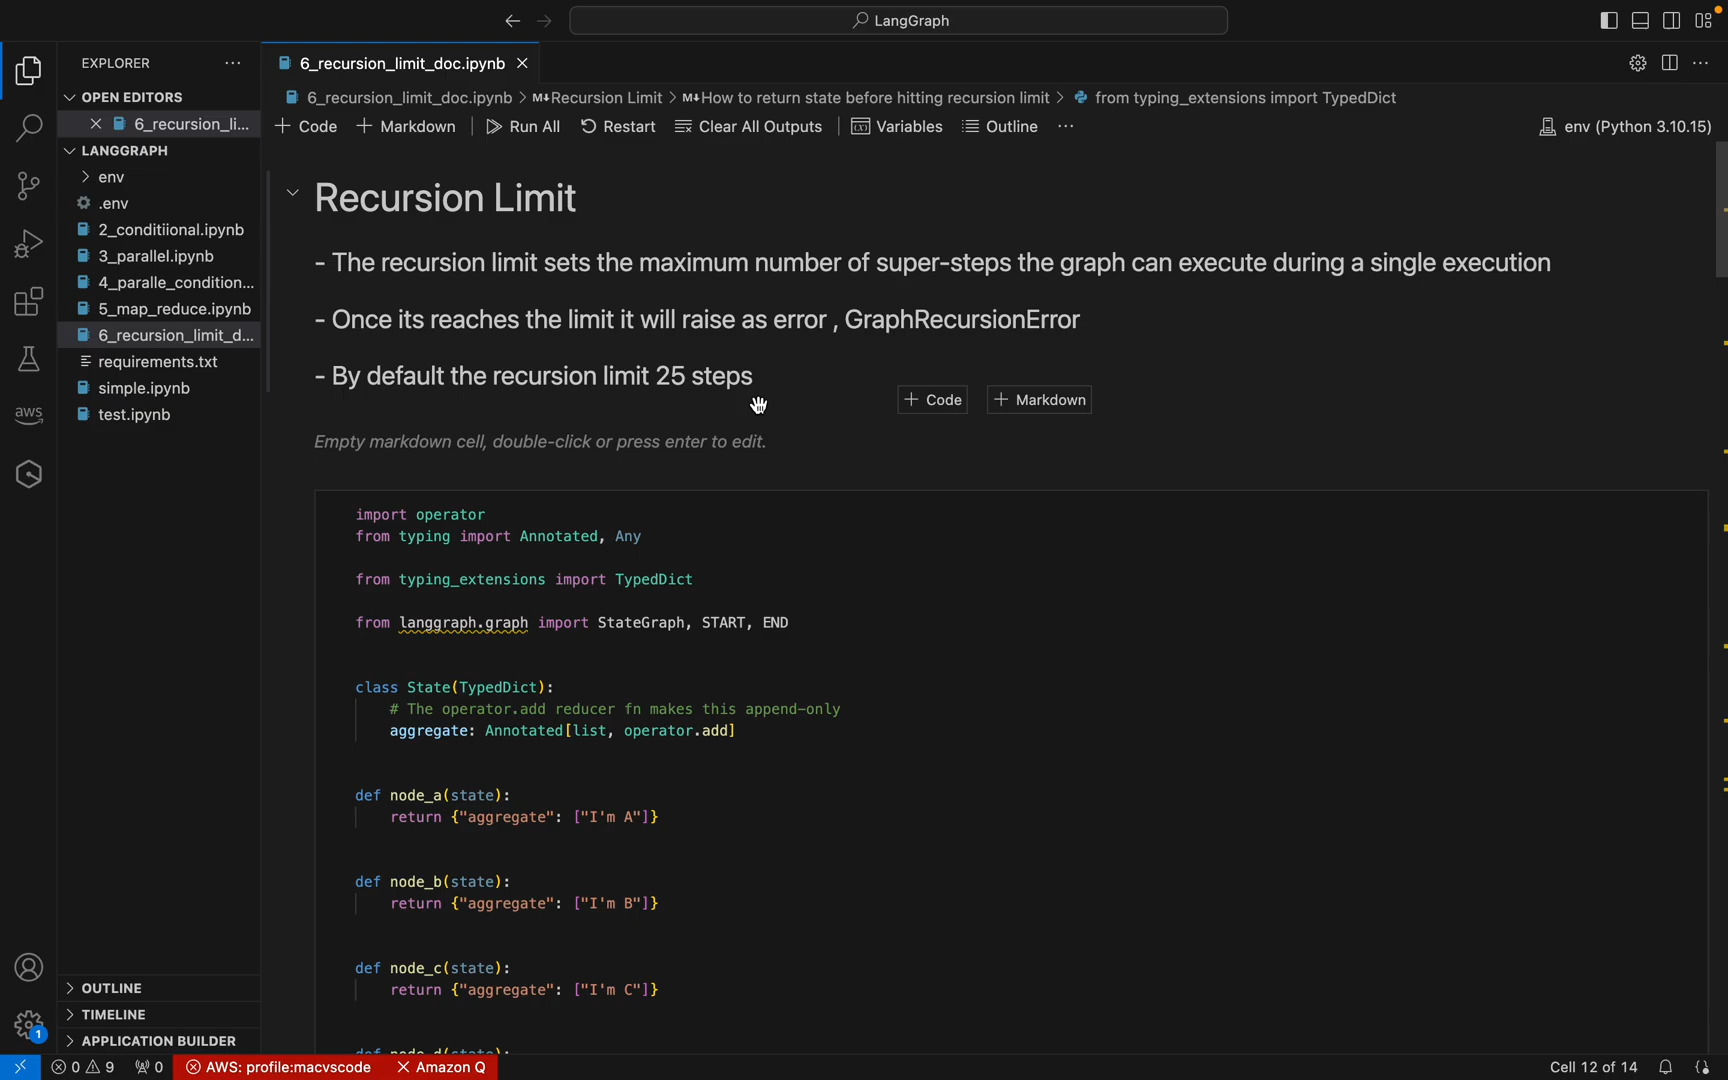 LangGraph
EXPLORER
6_recursion_limit_doc.ipynb
OPEN EDITORS
6_recursion_li...
LANGGRAPH
env
.env
2_conditiional.ipynb
3_parallel.ipynb
4_paralle_condition...
5_map_reduce.ipynb
6_recursion_limit_d...
requirements.txt
simple.ipynb
test.ipynb
OUTLINE
TIMELINE
APPLICATION BUILDER
aws
1
6_recursion_limit_doc.ipynb > M↓Recursion Limit > M↓How to return state before hitting recursion limit > from typing_extensions import TypedDict
+ Code + Markdown Run All Restart Clear All Outputs Variables Outline ...
env (Python 3.10.15)
Recursion Limit
- The recursion limit sets the maximum number of super-steps the graph can execute during a single execution
- Once its reaches the limit it will raise as error , GraphRecursionError
- By default the recursion limit 25 steps
+ Code + Markdown
Empty markdown cell, double-click or press enter to edit.
import operator
from typing import Annotated, Any
from typing_extensions import TypedDict
from langgraph.graph import StateGraph, START, END
class State(TypedDict):
# The operator.add reducer fn makes this append-only
aggregate: Annotated[list, operator.add]
def node_a(state):
return {"aggregate": ["I'm A"]}
def node_b(state):
return {"aggregate": ["I'm B"]}
def node_c(state):
return {"aggregate": ["I'm C"]}
def node_d(state):
0 9 0 AWS: profile:macvscode Amazon Q
Cell 12 of 14